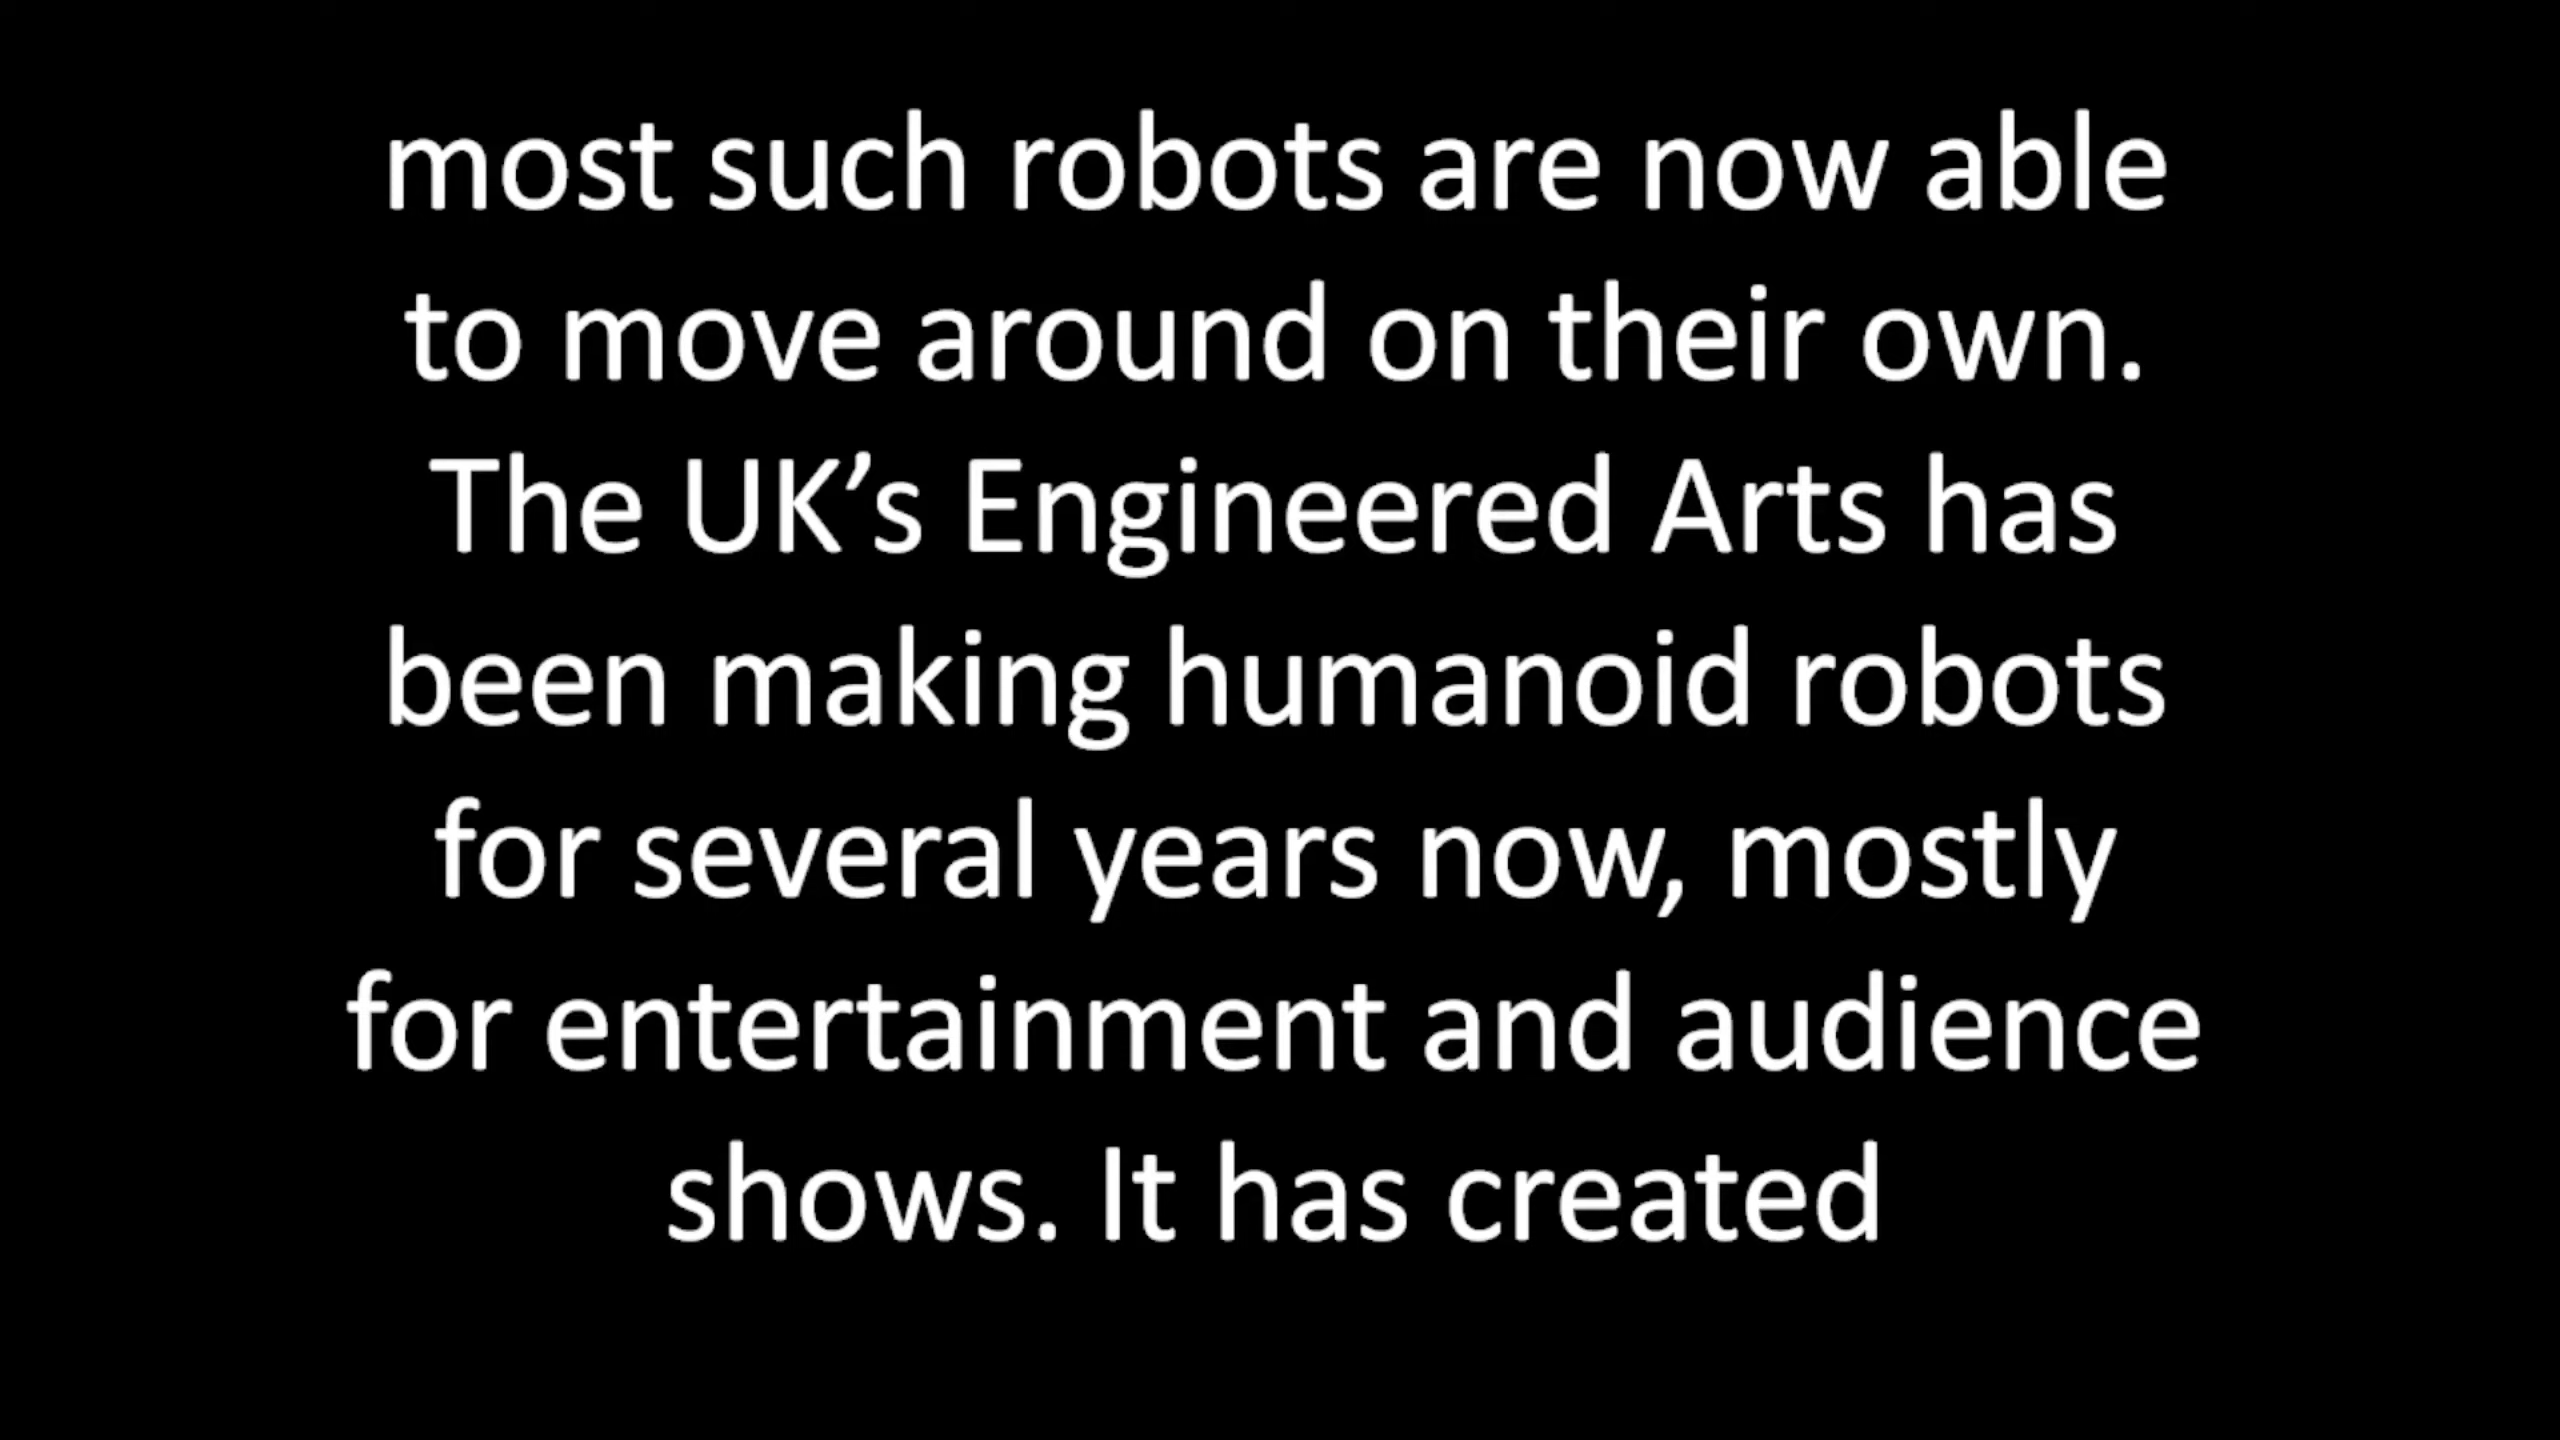 most such robots are now able
to move around on their own.
The UK’s Engineered Arts has
been making humanoid robots
for several years now, mostly
for entertainment and audience
shows. It has created